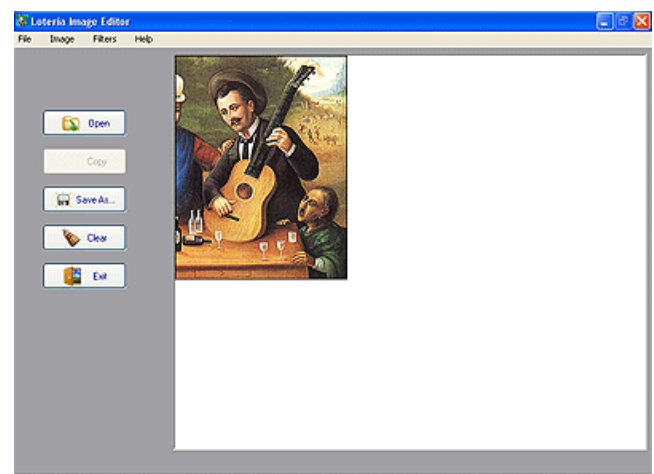 Loteria Image Editor
File Image Filters Help
Open
Copy
Save As...
Clear
Exit